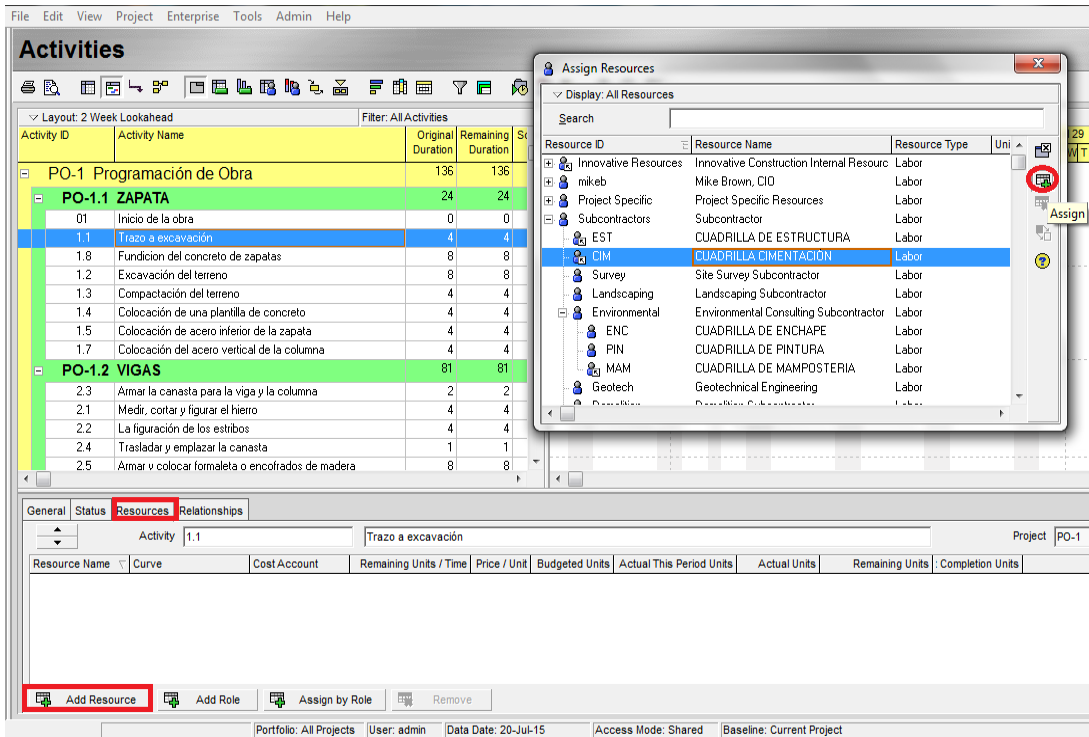 File Edit View Project Enterprise Tools Admin Help
Activities
Layout: 2 Week Lookahead Filter: All Activities
Activity ID Activity Name Original Duration Remaining Duration
PO-1 Programación de Obra 136 136
PO-1.1 ZAPATA 24 24
01 Inicio de la obra 0 0
1.1 Trazo a excavación 4 4
1.8 Fundicion del concreto de zapatas 8 8
1.2 Excavación del terreno 8 8
1.3 Compactación del terreno 4 4
1.4 Colocación de una plantilla de concreto 4 4
1.5 Colocación de acero inferior de la zapata 4 4
1.7 Colocación del acero vertical de la columna 4 4
PO-1.2 VIGAS 81 81
2.3 Armar la canasta para la viga y la columna 2 2
2.1 Medir, cortar y figurar el hierro 4 4
2.2 La figuración de los estribos 4 4
2.4 Trasladar y emplazar la canasta 1 1
2.5 Armar y colocar formaleta o encofrados de madera 8 8
Assign Resources
Display: All Resources
Search
Resource ID Resource Name Resource Type Uni
Innovative Resources Innovative Construction Internal Resourc Labor
mikeb Mike Brown, CIO Labor
Project Specific Project Specific Resources Labor
Subcontractors Subcontractor Labor
EST CUADRILLA DE ESTRUCTURA Labor
CIM CUADRILLA CIMENTACIÓN Labor
Survey Site Survey Subcontractor Labor
Landscaping Landscaping Subcontractor Labor
Environmental Environmental Consulting Subcontractor Labor
ENC CUADRILLA DE ENCHAPE Labor
PIN CUADRILLA DE PINTURA Labor
MAM CUADRILLA DE MAMPOSTERIA Labor
Geotech Geotechnical Engineering Labor
Assign
29
W T
General Status Resources Relationships
Activity 1.1 Trazo a excavación Project PO-1
Resource Name Curve Cost Account Remaining Units / Time Price / Unit Budgeted Units Actual This Period Units Actual Units Remaining Units : Completion Units
Add Resource Add Role Assign by Role Remove
Portfolio: All Projects User: admin Data Date: 20-Jul-15 Access Mode: Shared Baseline: Current Project